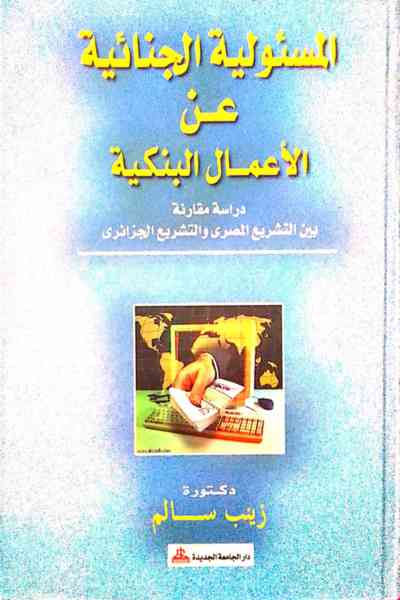 المسئولية الجنائية
عن
الأعمال البنكية
دراسة مقارنة
بين التشريع المصرى والتشريع الجزائرى
دكتورة
زينب سالم
دار الجامعة الجديدة